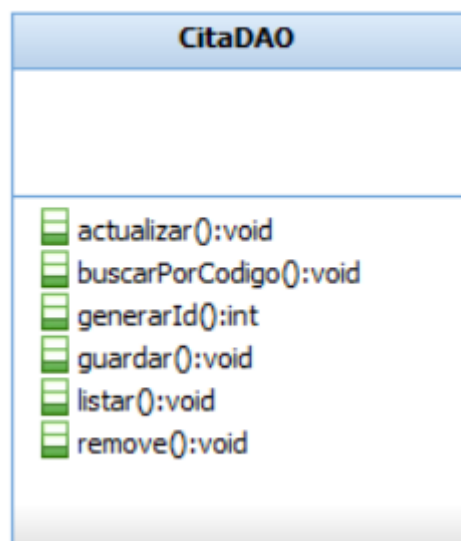 CitaDAO
actualizar():void
buscarPorCodigo():void
generarId():int
guardar():void
listar():void
remove():void